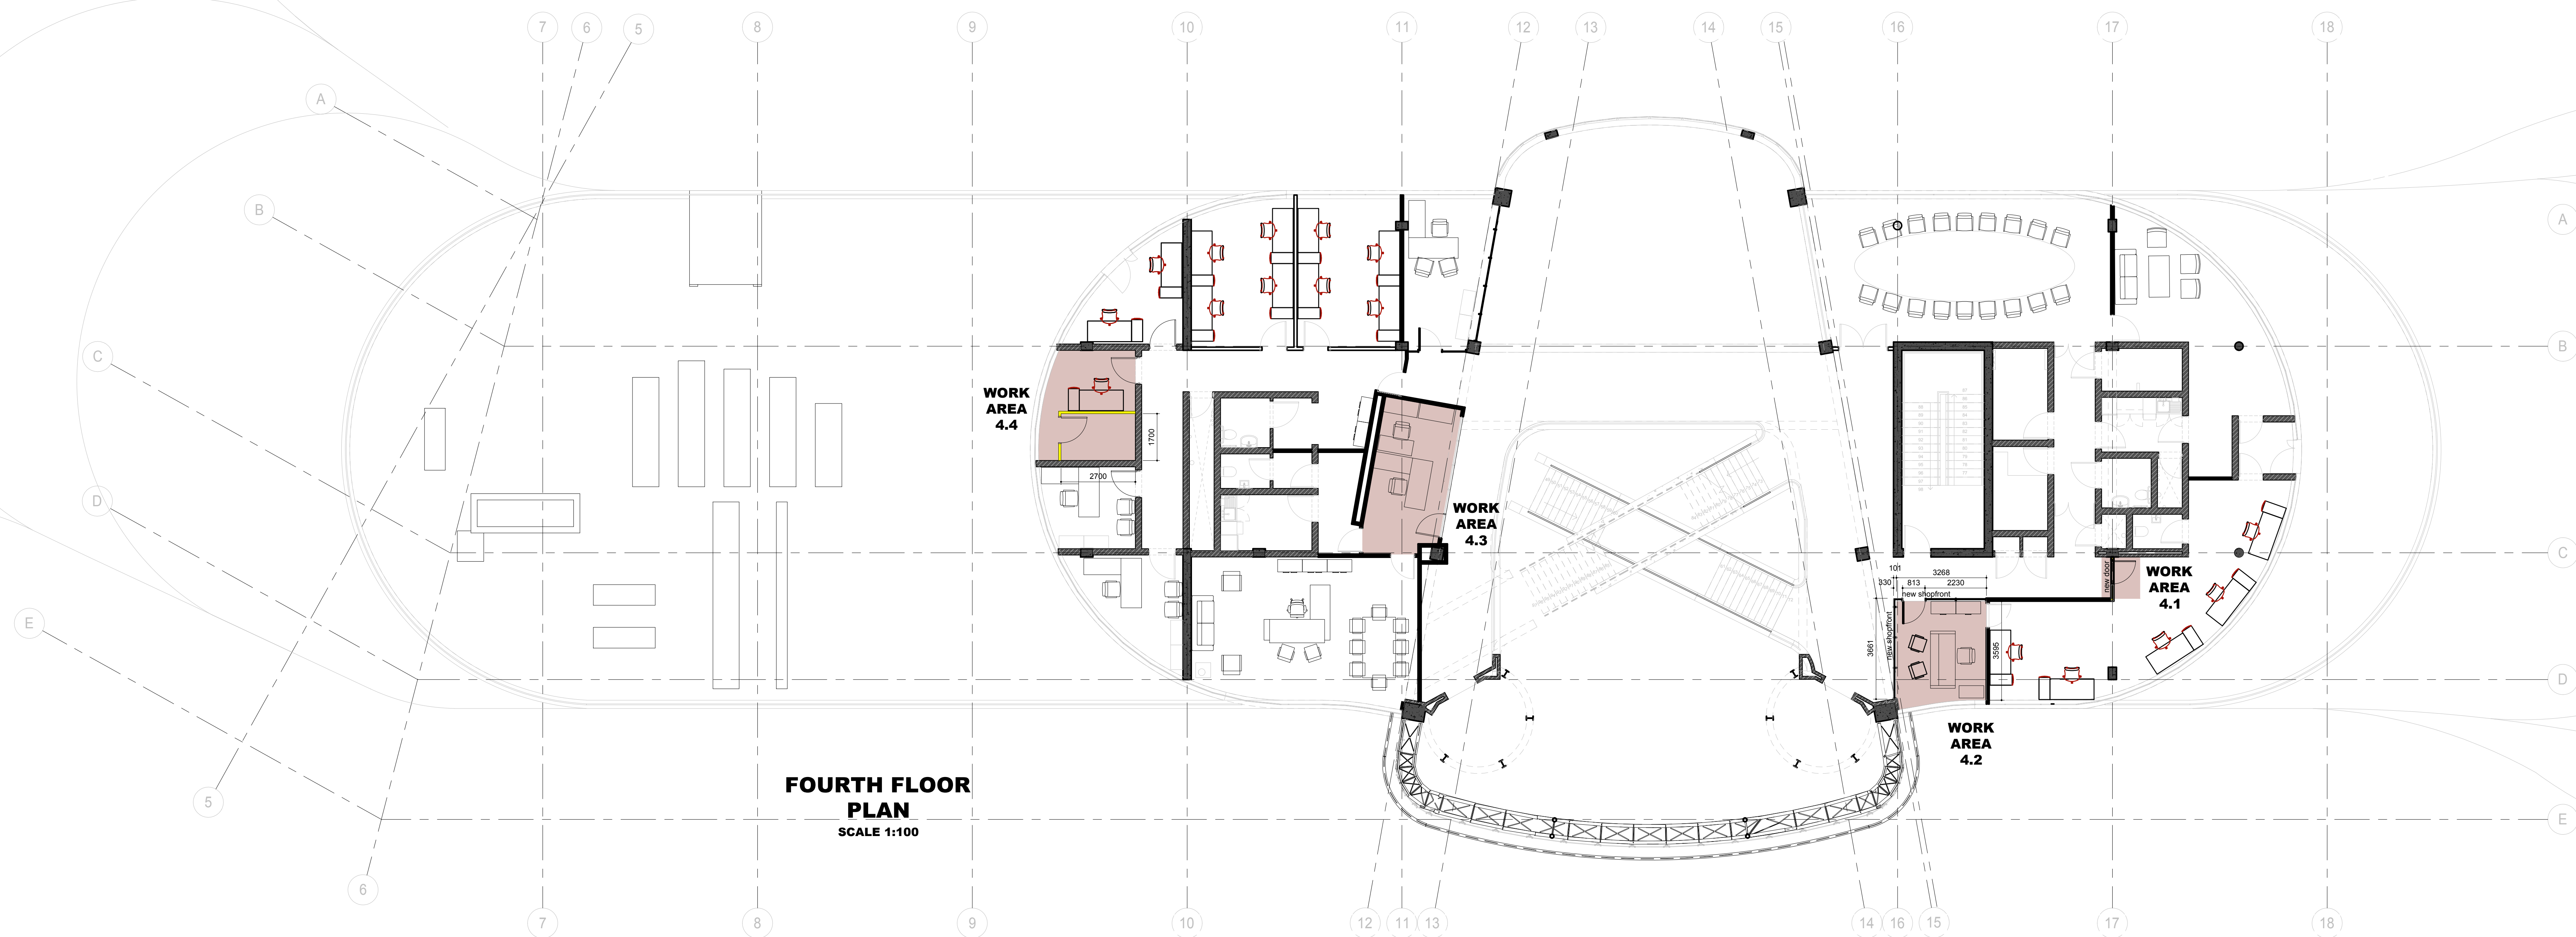 7
6
5
8
9
10
11
12
13
14
15
16
17
18
A
B
C
D
E
A
B
C
D
E
WORK
AREA
4.4
1700
2700
WORK
AREA
4.3
WORK
AREA
4.1
new door
101
330
3268
813
2230
new shopfront
new shopfront
3661
3595
WORK
AREA
4.2
FOURTH FLOOR
PLAN
SCALE 1:100
5
6
7
8
9
10
12
11
13
14
16
15
17
18